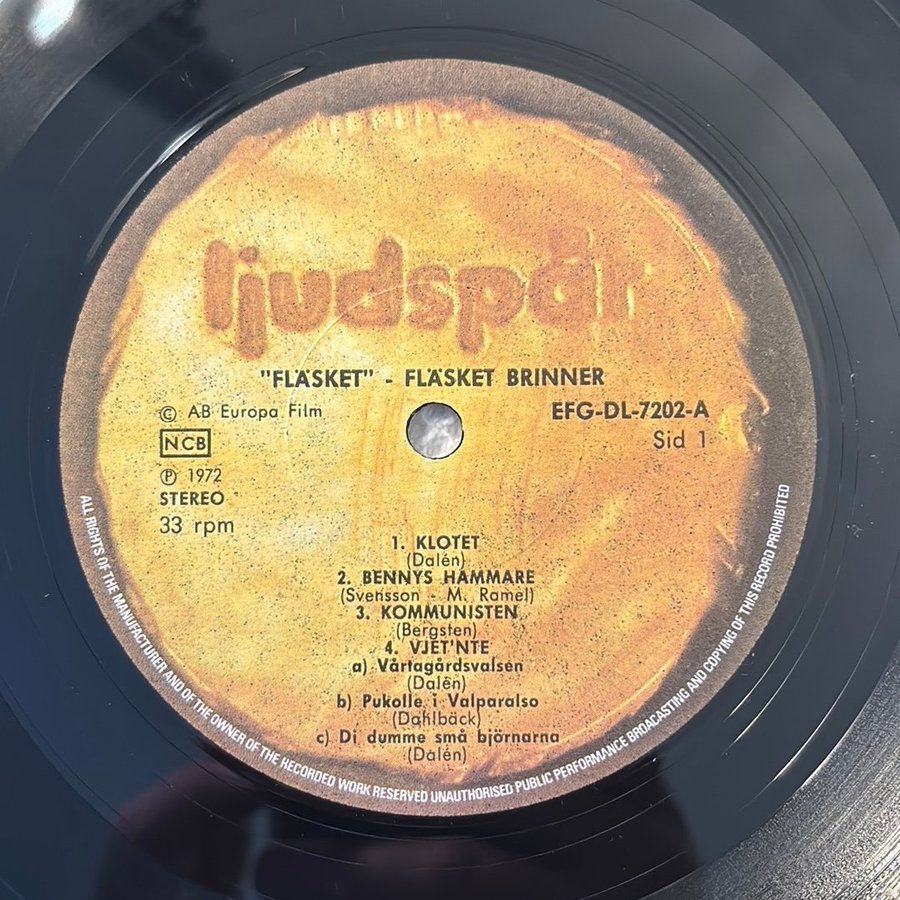 ljudspår
"FLÄSKET" - FLÄSKET BRINNER
© AB Europa Film
EFG-DL-7202-A
NCB
Sid 1
℗ 1972
STEREO
33 rpm
1. KLOTET
(Dalén)
2. BENNYS HAMMARE
(Svensson - M. Ramel)
3. KOMMUNISTEN
(Bergsten)
4. VJET'NTE
a) Vårtagårdsvalsen
(Dalén)
b) Pukolle i Valparalso
(Dahlbäck)
c) Di dumme små björnarna
(Dalén)
ALL RIGHTS OF THE MANUFACTURER AND OF THE OWNER OF THE RECORDED WORK RESERVED UNAUTHORISED PUBLIC PERFORMANCE BROACASTING AND COPYING OF THIS RECORD PROHIBITED